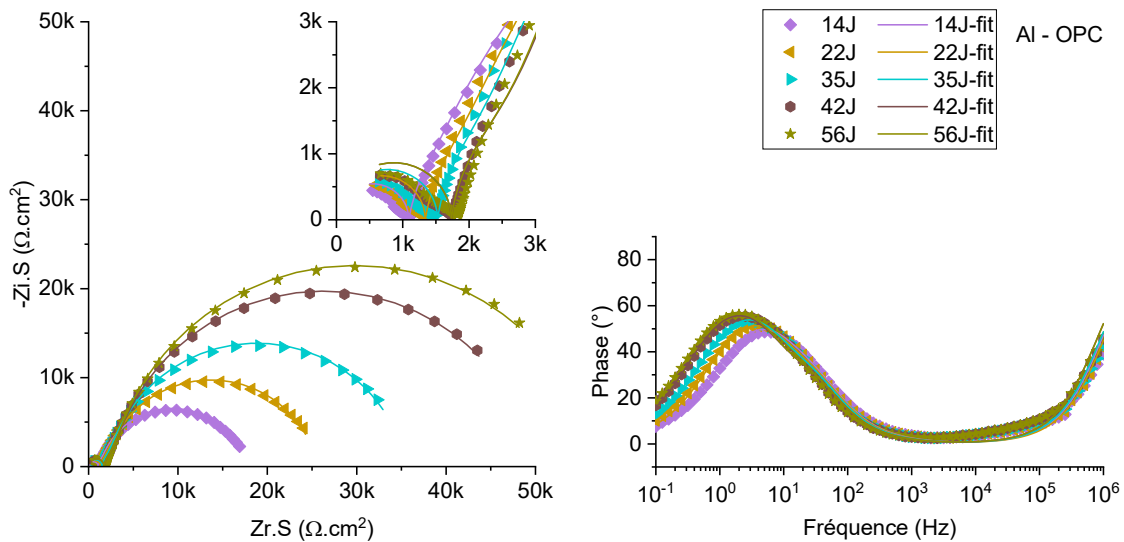 50k
40k
30k
20k
10k
0
-Zi.S (Ω.cm²)
0
10k
20k
30k
40k
50k
Zr.S (Ω.cm²)
3k
2k
1k
0
0
1k
2k
3k
14J 14J-fit
22J 22J-fit
35J 35J-fit
42J 42J-fit
56J 56J-fit
Al - OPC
80
60
40
20
0
Phase (°)
10⁻¹
10⁰
10¹
10²
10³
10⁴
10⁵
10⁶
Fréquence (Hz)